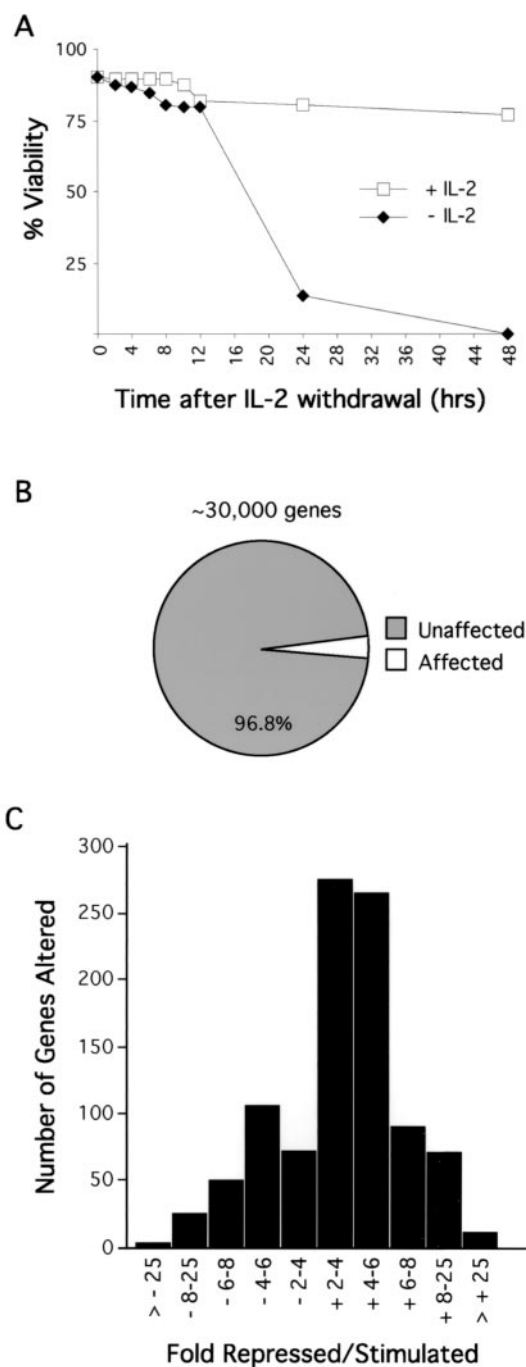 A
% Viability
100
75
50
25
+ IL-2
- IL-2
0
4
8
12
16
20
24
28
32
36
40
44
48
Time after IL-2 withdrawal (hrs)
B
~30,000 genes
96.8%
Unaffected
Affected
C
Number of Genes Altered
300
250
200
150
100
50
0
> - 25
- 8-25
- 6-8
- 4-6
- 2-4
+ 2-4
+ 4-6
+ 6-8
+ 8-25
> + 25
Fold Repressed/Stimulated